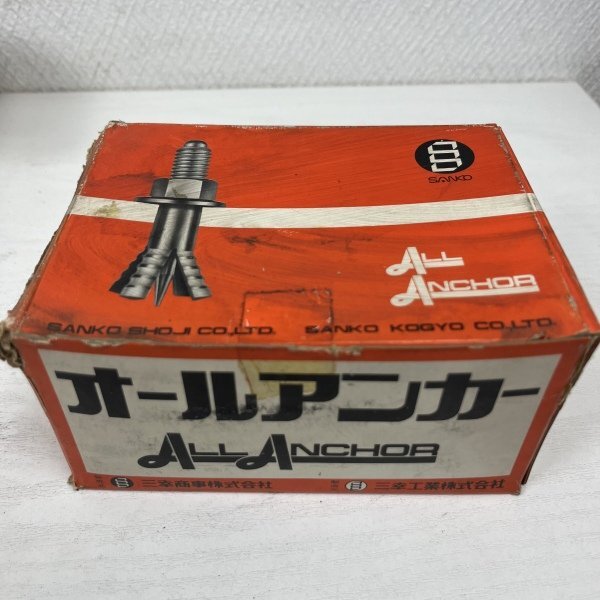 SANKO
ALL
ANCHOR
SANKO SHOJI CO.,LTD. SANKO KOGYO CO.,LTD.
オールアンカー
ALL ANCHOR
三幸商事株式会社 三幸工業株式会社